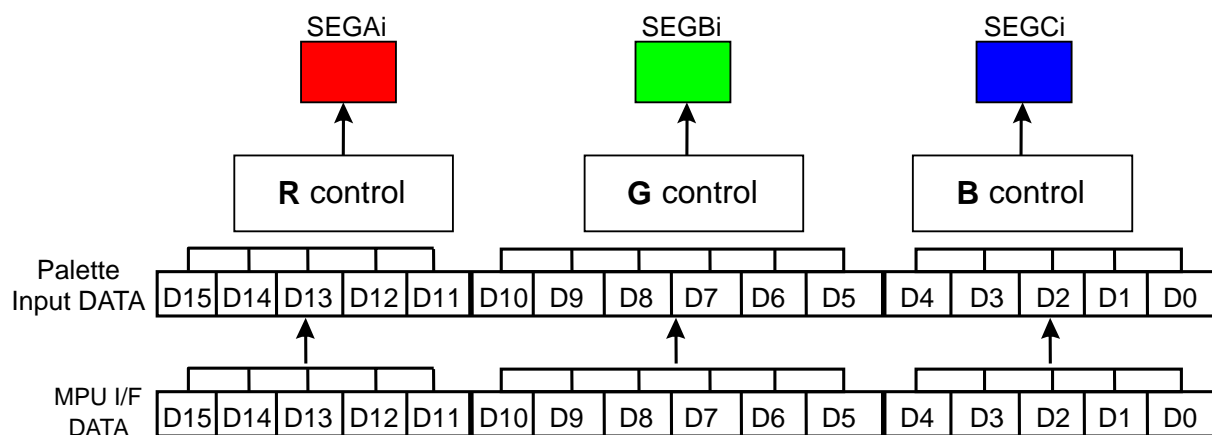 SEGAi SEGBi SEGCi
R control G control B control
Palette
Input DATA
D15 D14 D13 D12 D11 D10 D9 D8 D7 D6 D5 D4 D3 D2 D1 D0
MPU I/F
DATA
D15 D14 D13 D12 D11 D10 D9 D8 D7 D6 D5 D4 D3 D2 D1 D0